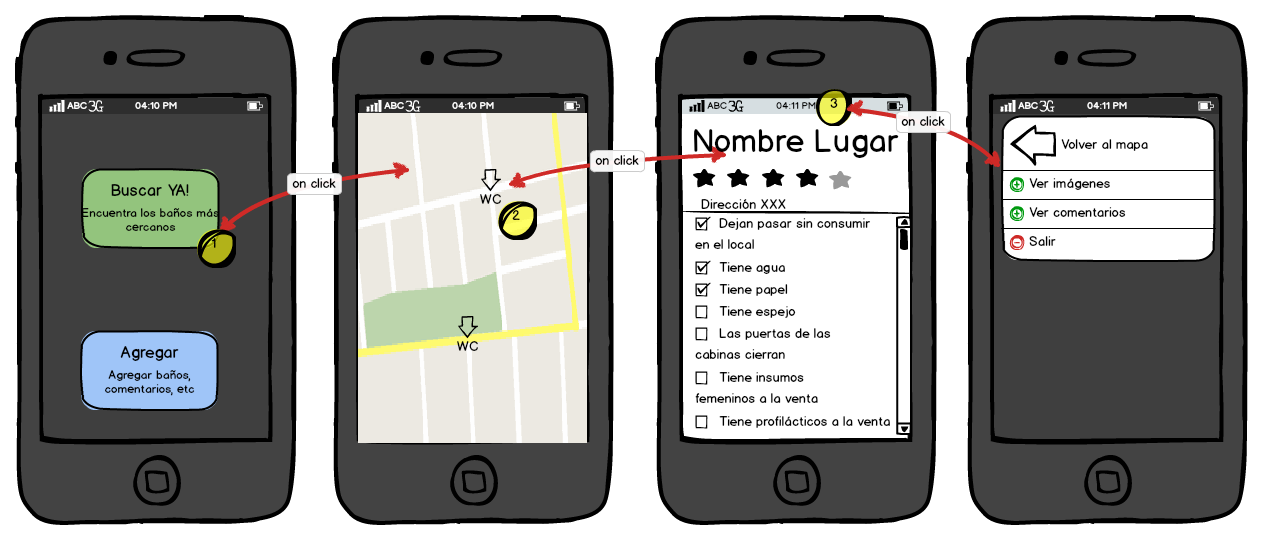 ABC 3G 04:10 PM
Buscar YA!
Encuentra los baños más
cercanos
1
Agregar
Agregar baños,
comentarios, etc
on click
ABC 3G 04:10 PM
WC
2
WC
on click
ABC 3G 04:11 PM
3
Nombre Lugar
Dirección XXX
Dejan pasar sin consumir
en el local
Tiene agua
Tiene papel
Tiene espejo
Las puertas de las
cabinas cierran
Tiene insumos
femeninos a la venta
Tiene profilácticos a la venta
on click
ABC 3G 04:11 PM
Volver al mapa
Ver imágenes
Ver comentarios
Salir